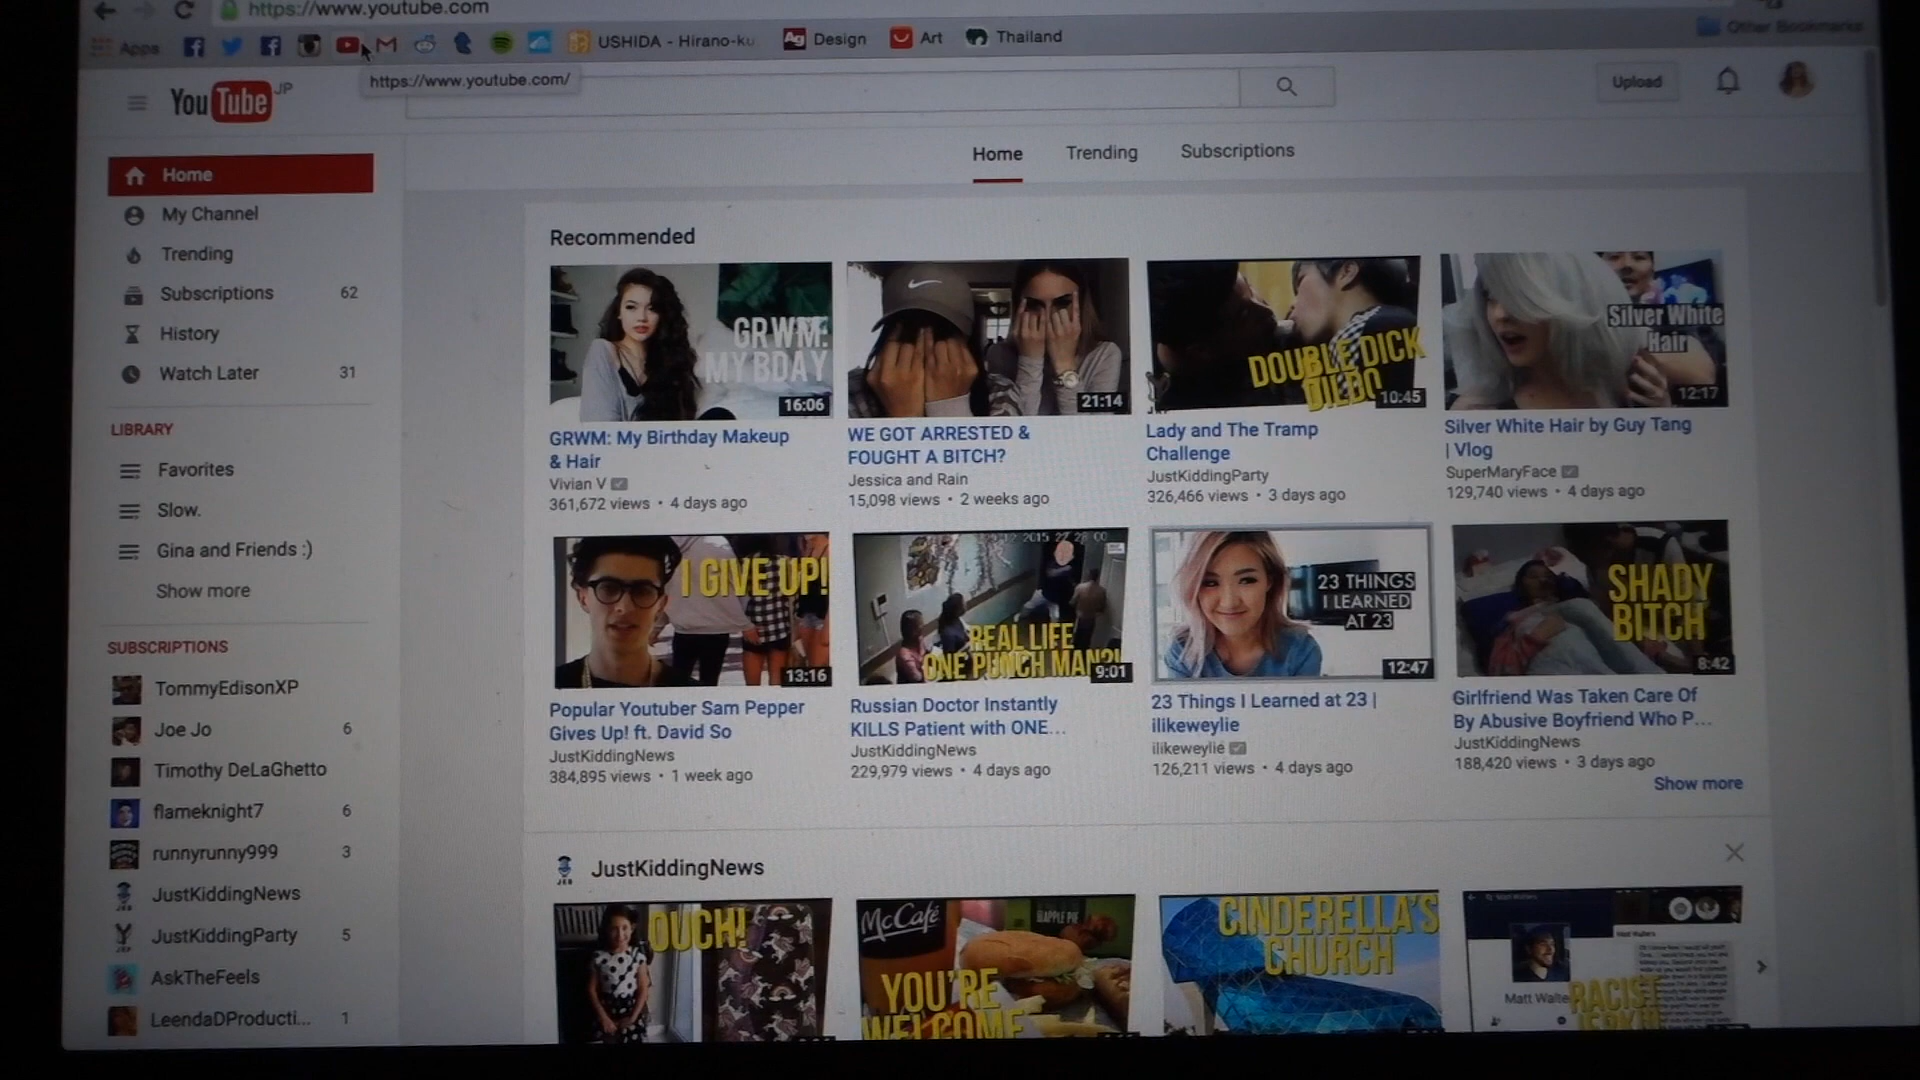 https://www.youtube.com
Apps
USHIDA - Hirano-ku
Ag Design
Art
Thailand
Other Bookmarks
https://www.youtube.com/
YouTube JP
Upload
Home Trending Subscriptions
Home
My Channel
Trending
Subscriptions 62
History
Watch Later 31
LIBRARY
Favorites
Slow.
Gina and Friends :)
Show more
SUBSCRIPTIONS
TommyEdisonXP
Joe Jo 6
Timothy DeLaGhetto
flameknight7 6
runnyrunny999 3
JustKiddingNews
JustKiddingParty 5
AskTheFeels
LeendaDProducti... 1
Recommended
GRWM:
MY BDAY
16:06
GRWM: My Birthday Makeup
& Hair
Vivian V
361,672 views • 4 days ago
21:14
WE GOT ARRESTED &
FOUGHT A BITCH?
Jessica and Rain
15,098 views • 2 weeks ago
DOUBLE DICK
DILDO
10:45
Lady and The Tramp
Challenge
JustKiddingParty
326,466 views • 3 days ago
Silver White
Hair
12:17
Silver White Hair by Guy Tang
| Vlog
SuperMaryFace
129,740 views • 4 days ago
I GIVE UP!
13:16
Popular Youtuber Sam Pepper
Gives Up! ft. David So
JustKiddingNews
384,895 views • 1 week ago
REAL LIFE
ONE PUNCH MAN?!
9:01
Russian Doctor Instantly
KILLS Patient with ONE...
JustKiddingNews
229,979 views • 4 days ago
23 THINGS
I LEARNED
AT 23
12:47
23 Things I Learned at 23 |
ilikeweylie
ilikeweylie
126,211 views • 4 days ago
SHADY
BITCH
8:42
Girlfriend Was Taken Care Of
By Abusive Boyfriend Who P...
JustKiddingNews
188,420 views • 3 days ago
Show more
JustKiddingNews
OUCH!
McCafé
YOU'RE
WELCOME
CINDERELLA'S
CHURCH
RACIST